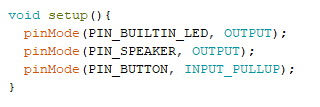 void setup(){
  pinMode(PIN_BUILTIN_LED, OUTPUT);
  pinMode(PIN_SPEAKER, OUTPUT);
  pinMode(PIN_BUTTON, INPUT_PULLUP);
}